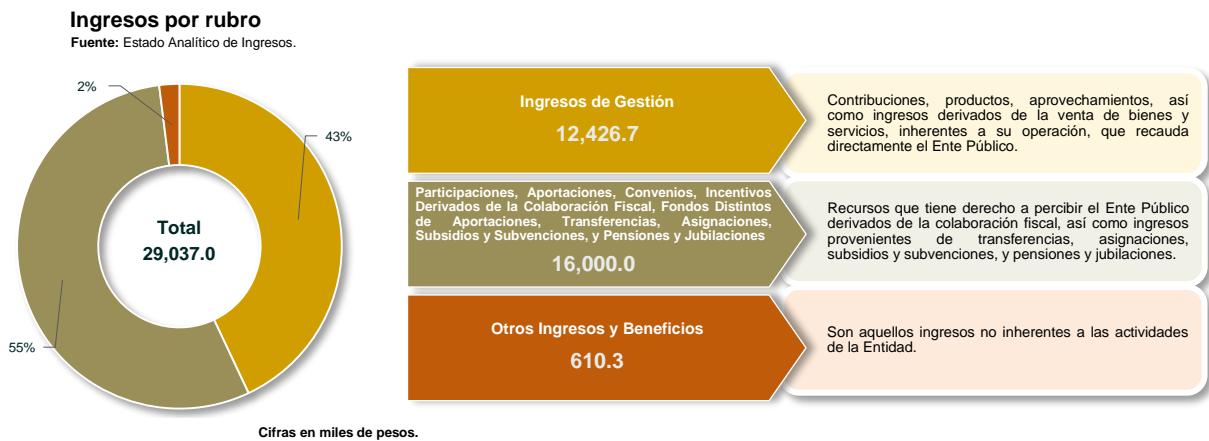 Ingresos por rubro
Fuente: Estado Analítico de Ingresos.
2%
43%
55%
Total
29,037.0
Ingresos de Gestión
12,426.7
Contribuciones, productos, aprovechamientos, así
como ingresos derivados de la venta de bienes y
servicios, inherentes a su operación, que recauda
directamente el Ente Público.
Participaciones, Aportaciones, Convenios, Incentivos
Derivados de la Colaboración Fiscal, Fondos Distintos
de Aportaciones, Transferencias, Asignaciones,
Subsidios y Subvenciones, y Pensiones y Jubilaciones
16,000.0
Recursos que tiene derecho a percibir el Ente Público
derivados de la colaboración fiscal, así como ingresos
provenientes de transferencias, asignaciones,
subsidios y subvenciones, y pensiones y jubilaciones.
Otros Ingresos y Beneficios
610.3
Son aquellos ingresos no inherentes a las actividades
de la Entidad.
Cifras en miles de pesos.